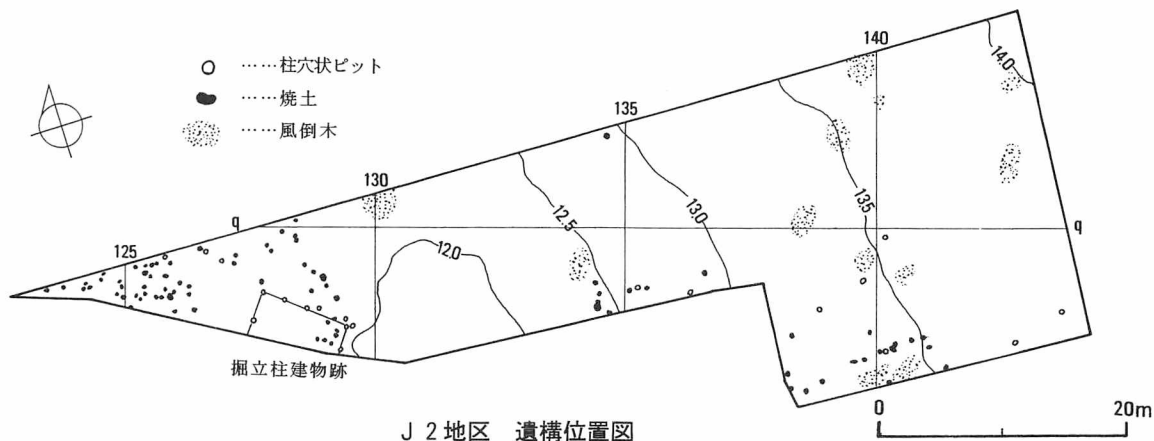 140
14.0
……柱穴状ピット
……焼土
……風倒木
135
13.5
130
12.5
13.0
q
q
125
12.0
掘立柱建物跡
J2地区 遺構位置図
0
20m